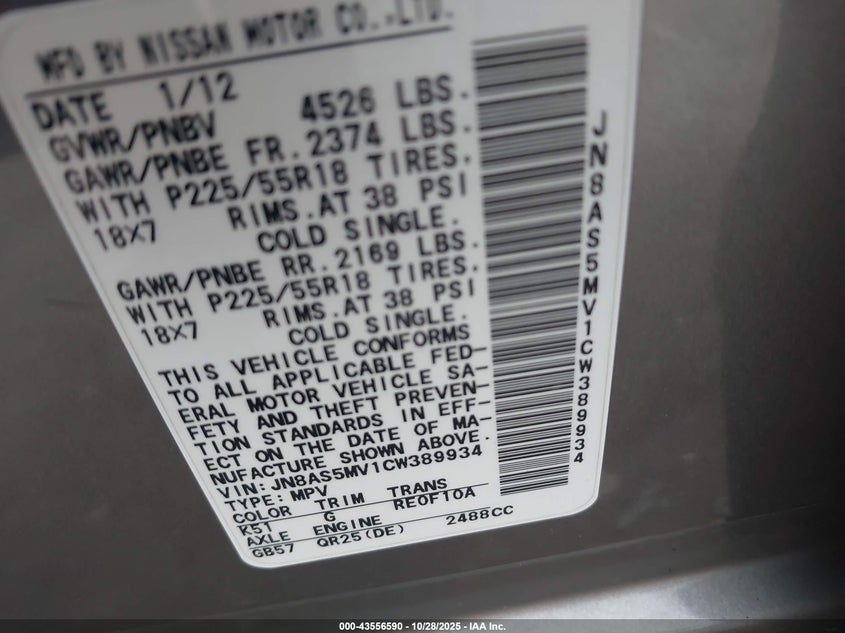 MFD BY NISSAN MOTOR CO.,LTD.
DATE 1/12
GVWR/PNBV 4526 LBS.
GAWR/PNBE FR. 2374 LBS.
WITH P225/55R18 TIRES.
18X7 RIMS.AT 38 PSI
COLD SINGLE.
GAWR/PNBE RR. 2169 LBS.
WITH P225/55R18 TIRES.
18X7 RIMS.AT 38 PSI
COLD SINGLE.
THIS VEHICLE CONFORMS
TO ALL APPLICABLE FED-
ERAL MOTOR VEHICLE SA-
FETY AND THEFT PREVEN-
TION STANDARDS IN EFF-
ECT ON THE DATE OF MA-
NUFACTURE SHOWN ABOVE.
VIN:JN8AS5MV1CW389934
TYPE:MPV
COLOR TRIM TRANS
K51 G RE0F10A
AXLE ENGINE
GB57 QR25(DE) 2488CC
JN8AS5MV1CW389934
000-43556590 - 10/28/2025 - IAA Inc.